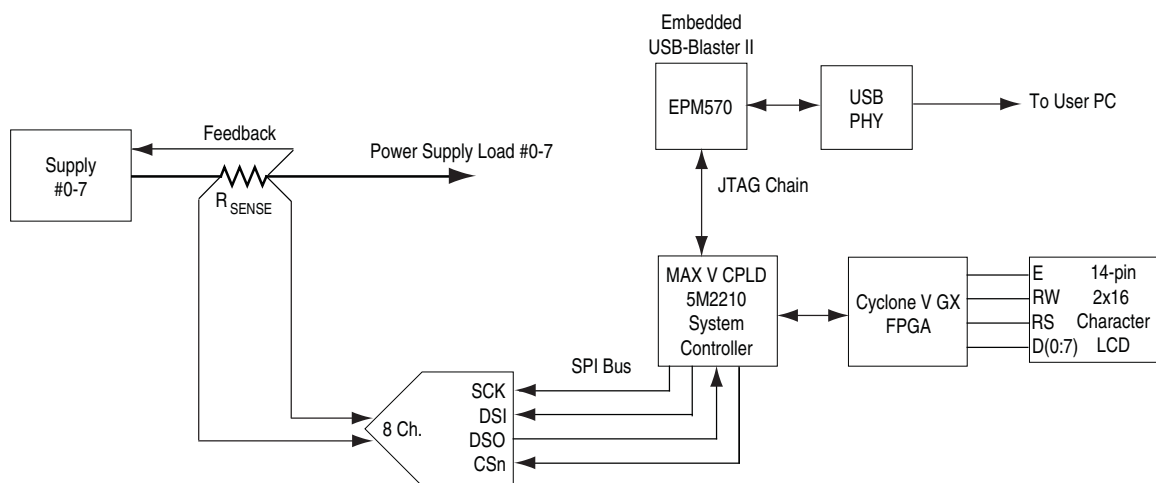 Embedded
USB-Blaster II
EPM570
USB
PHY
To User PC
Feedback
Supply
#0-7
Power Supply Load #0-7
R SENSE
JTAG Chain
MAX V CPLD
5M2210
System
Controller
Cyclone V GX
FPGA
E
RW
RS
D(0:7)
14-pin
2x16
Character
LCD
SPI Bus
8 Ch.
SCK
DSI
DSO
CSn